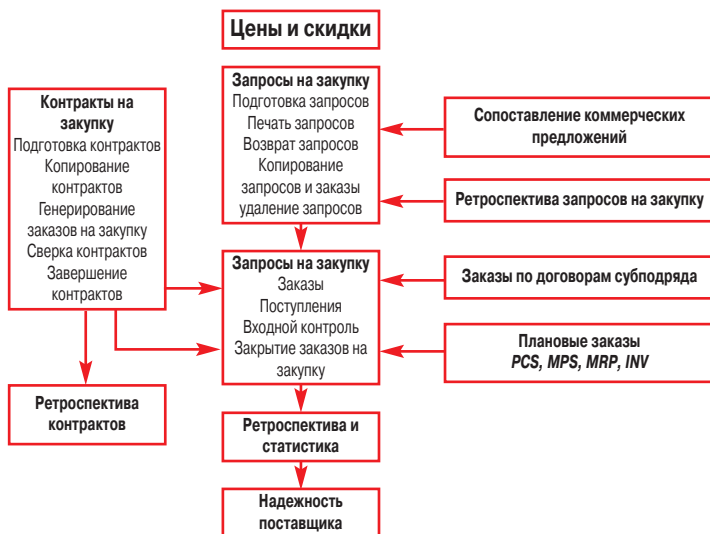 Цены и скидки
Контракты на
закупку
Подготовка контрактов
Копирование
контрактов
Генерирование
заказов на закупку
Сверка контрактов
Завершение
контрактов
Запросы на закупку
Подготовка запросов
Печать запросов
Возврат запросов
Копирование
запросов и заказы
удаление запросов
Сопоставление коммерческих
предложений
Ретроспектива запросов на закупку
Запросы на закупку
Заказы
Поступления
Входной контроль
Закрытие заказов на
закупку
Заказы по договорам субподряда
Плановые заказы
PCS, MPS, MRP, INV
Ретроспектива
контрактов
Ретроспектива и
статистика
Надежность
поставщика